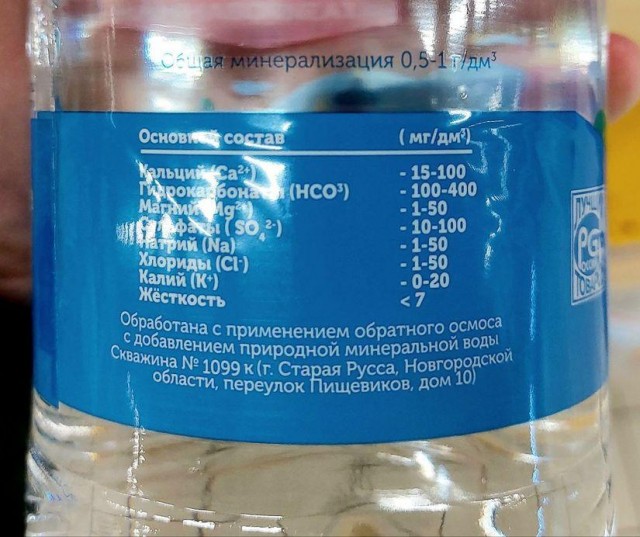 Общая минерализация 0,5-1 г/дм³
Основной состав (мг/дм³)
Кальций (Ca²⁺) - 15-100
Гидрокарбонаты (HCO³) - 100-400
Магний (Mg²⁺) - 1-50
Сульфаты (SO₄²⁻) - 10-100
Натрий (Na) - 1-50
Хлориды (Cl⁻) - 1-50
Калий (K⁺) - 0-20
Жёсткость < 7
Обработана с применением обратного осмоса
с добавлением природной минеральной воды
Скважина № 1099 к (г. Старая Русса, Новгородской
области, переулок Пищевиков, дом 10)